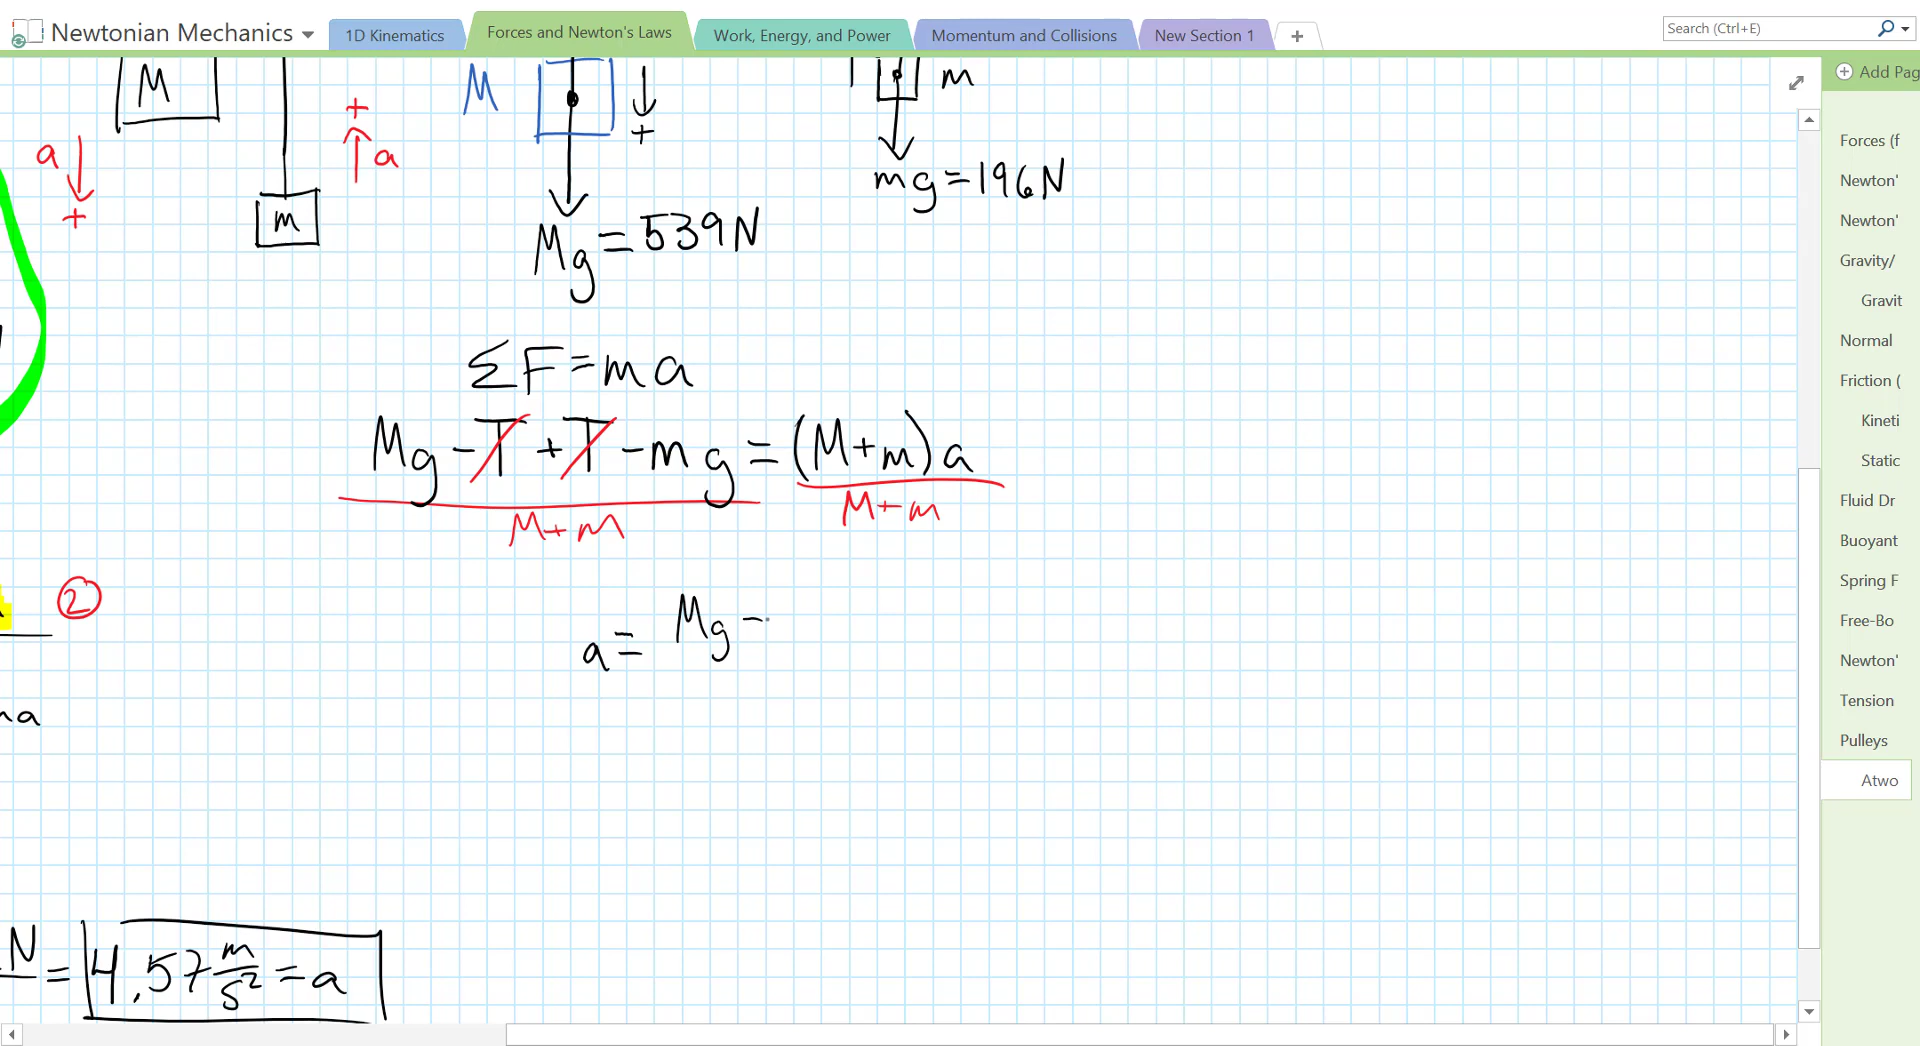 Newtonian Mechanics
1D Kinematics
Forces and Newton's Laws
Work, Energy, and Power
Momentum and Collisions
New Section 1
+
Search (Ctrl+E)
Add Pag
M
a
+
m
+
a
M
+
Mg=539N
m
mg=196N
ΣF=ma
Mg-T+T-mg=(M+m)a
M+m
M+m
a= Mg-
2
ma
N = 4.57 m/s² = a
Forces (f
Newton'
Newton'
Gravity/
Gravit
Normal
Friction (
Kineti
Static
Fluid Dr
Buoyant
Spring F
Free-Bo
Newton'
Tension
Pulleys
Atwo